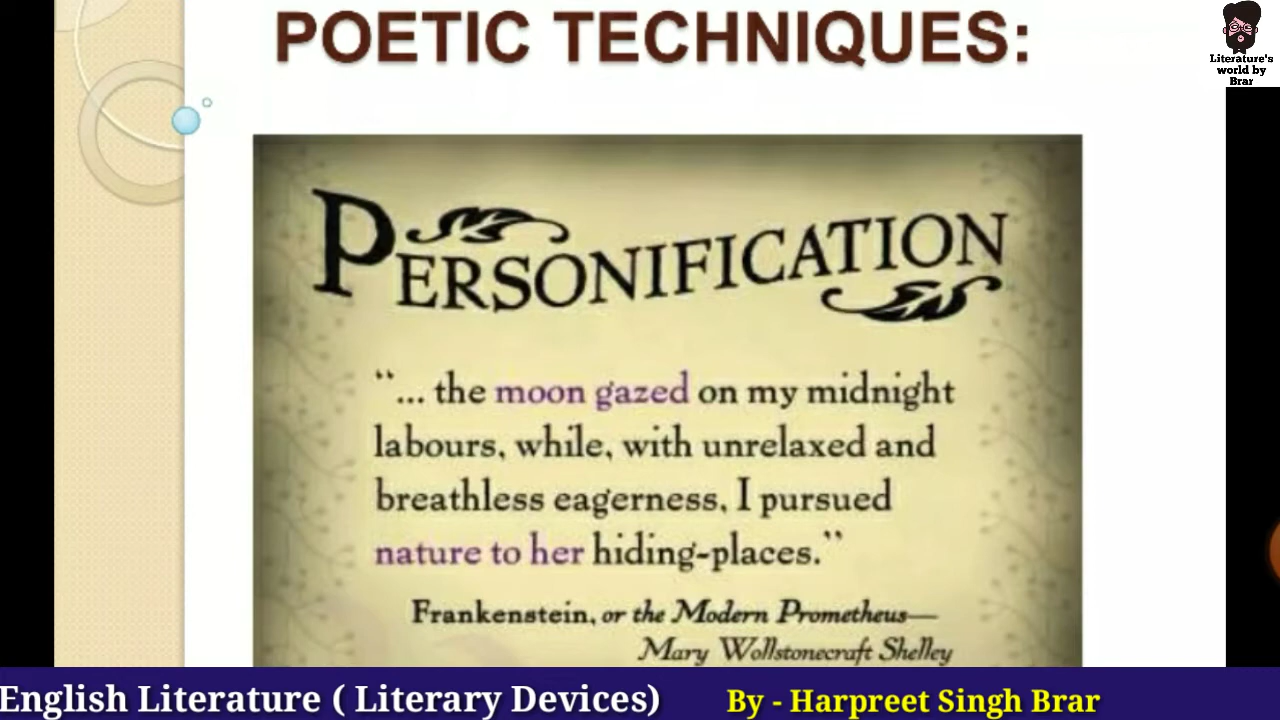 POETIC TECHNIQUES:
Literature's
world by
Brar
PERSONIFICATION
“... the moon gazed on my midnight
labours, while, with unrelaxed and
breathless eagerness, I pursued
nature to her hiding-places.”
Frankenstein, or the Modern Prometheus—
Mary Wollstonecraft Shelley
English Literature ( Literary Devices)
By - Harpreet Singh Brar